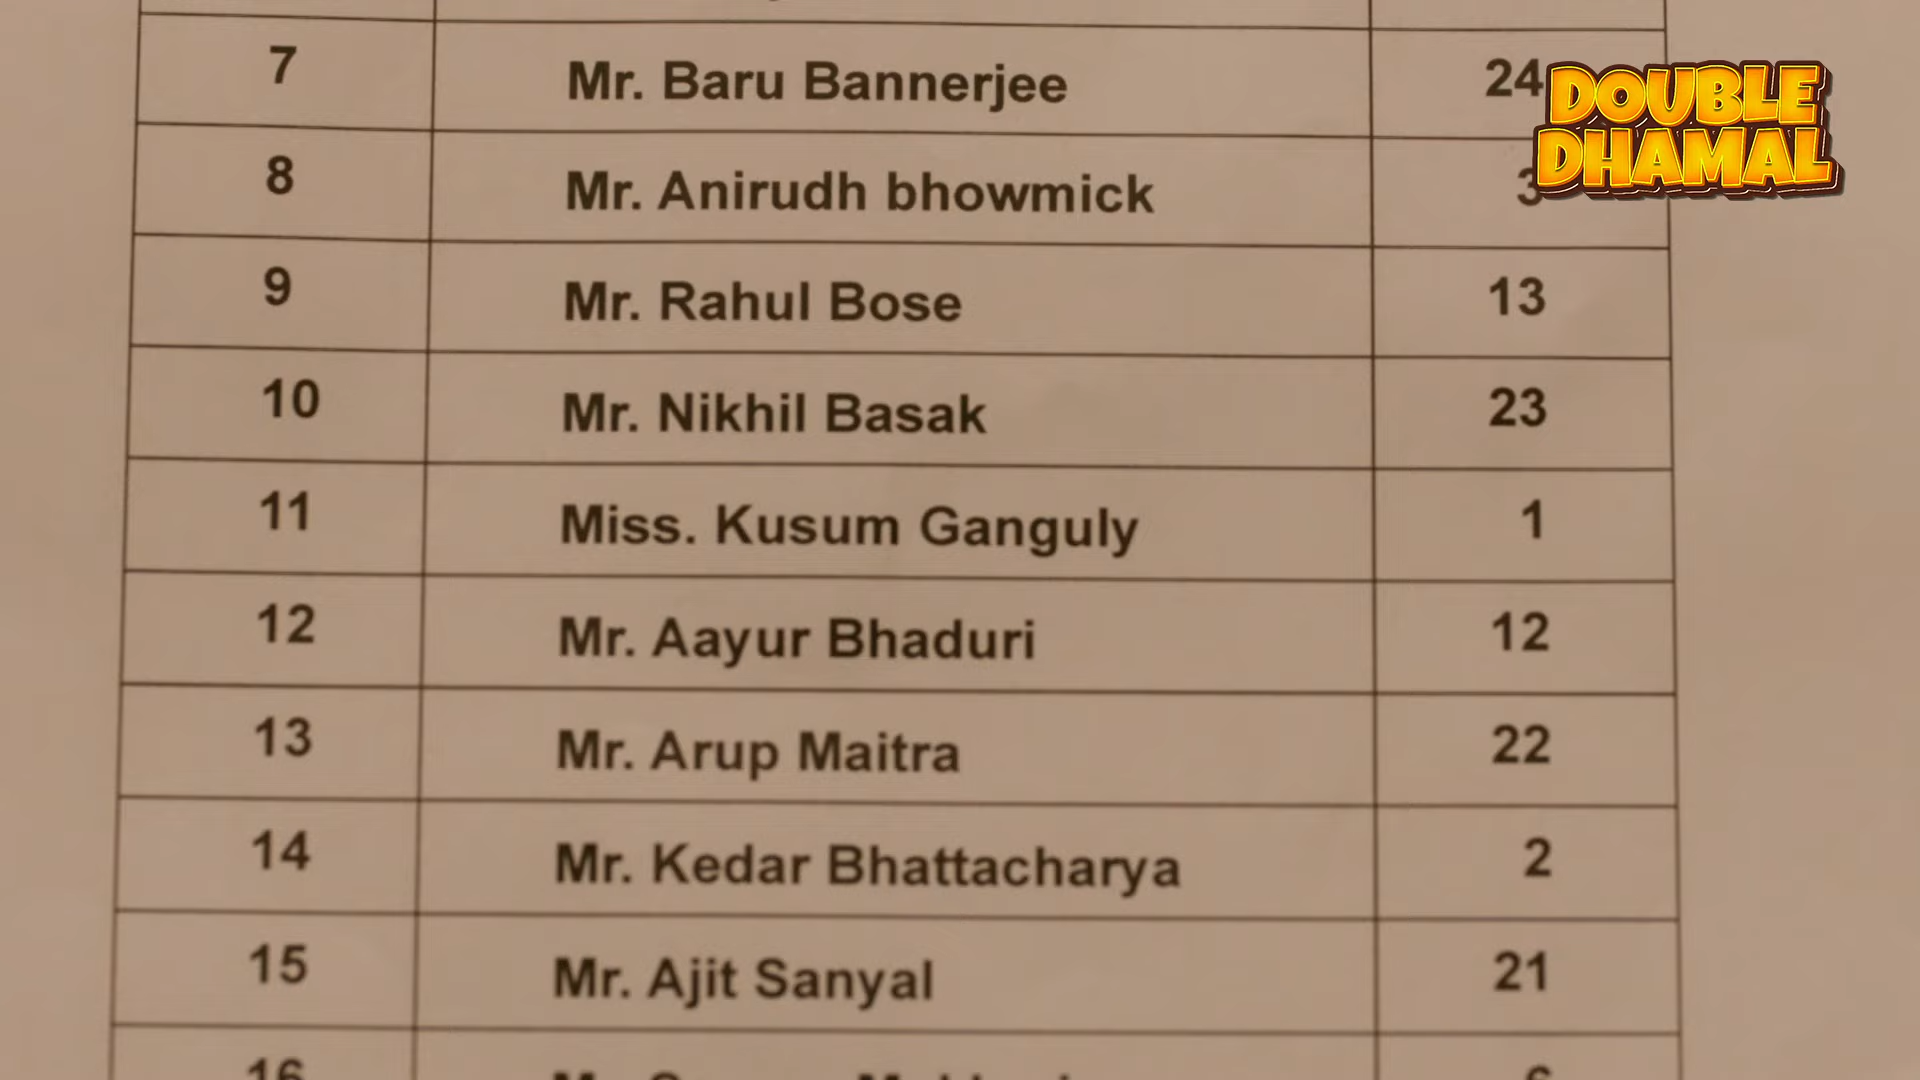 7 Mr. Baru Bannerjee 24
DOUBLE
DHAMAL
8 Mr. Anirudh bhowmick 3
9 Mr. Rahul Bose 13
10 Mr. Nikhil Basak 23
11 Miss. Kusum Ganguly 1
12 Mr. Aayur Bhaduri 12
13 Mr. Arup Maitra 22
14 Mr. Kedar Bhattacharya 2
15 Mr. Ajit Sanyal 21
16